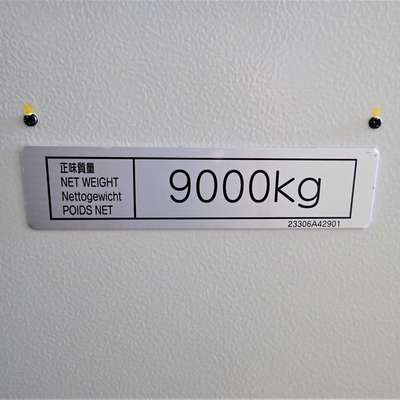 正味質量
NET WEIGHT
Nettogewicht
POIDS NET
9000kg
23306A42901